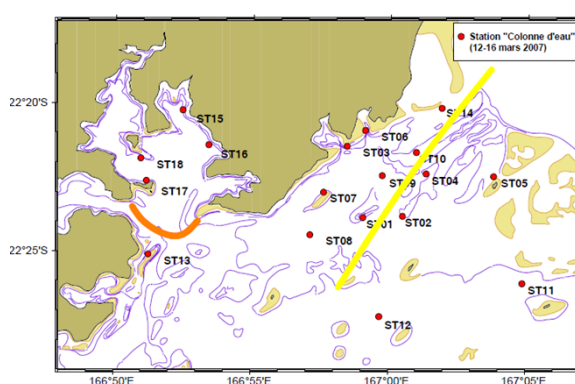 Station "Colonne d'eau"
(12-16 mars 2007)
22°20'S
22°25'S
ST15
ST14
ST06
ST16
ST03
ST10
ST18
ST04
ST05
ST17
ST07
ST01
ST02
ST08
ST13
ST11
ST12
166°50'E
166°55'E
167°00'E
167°05'E